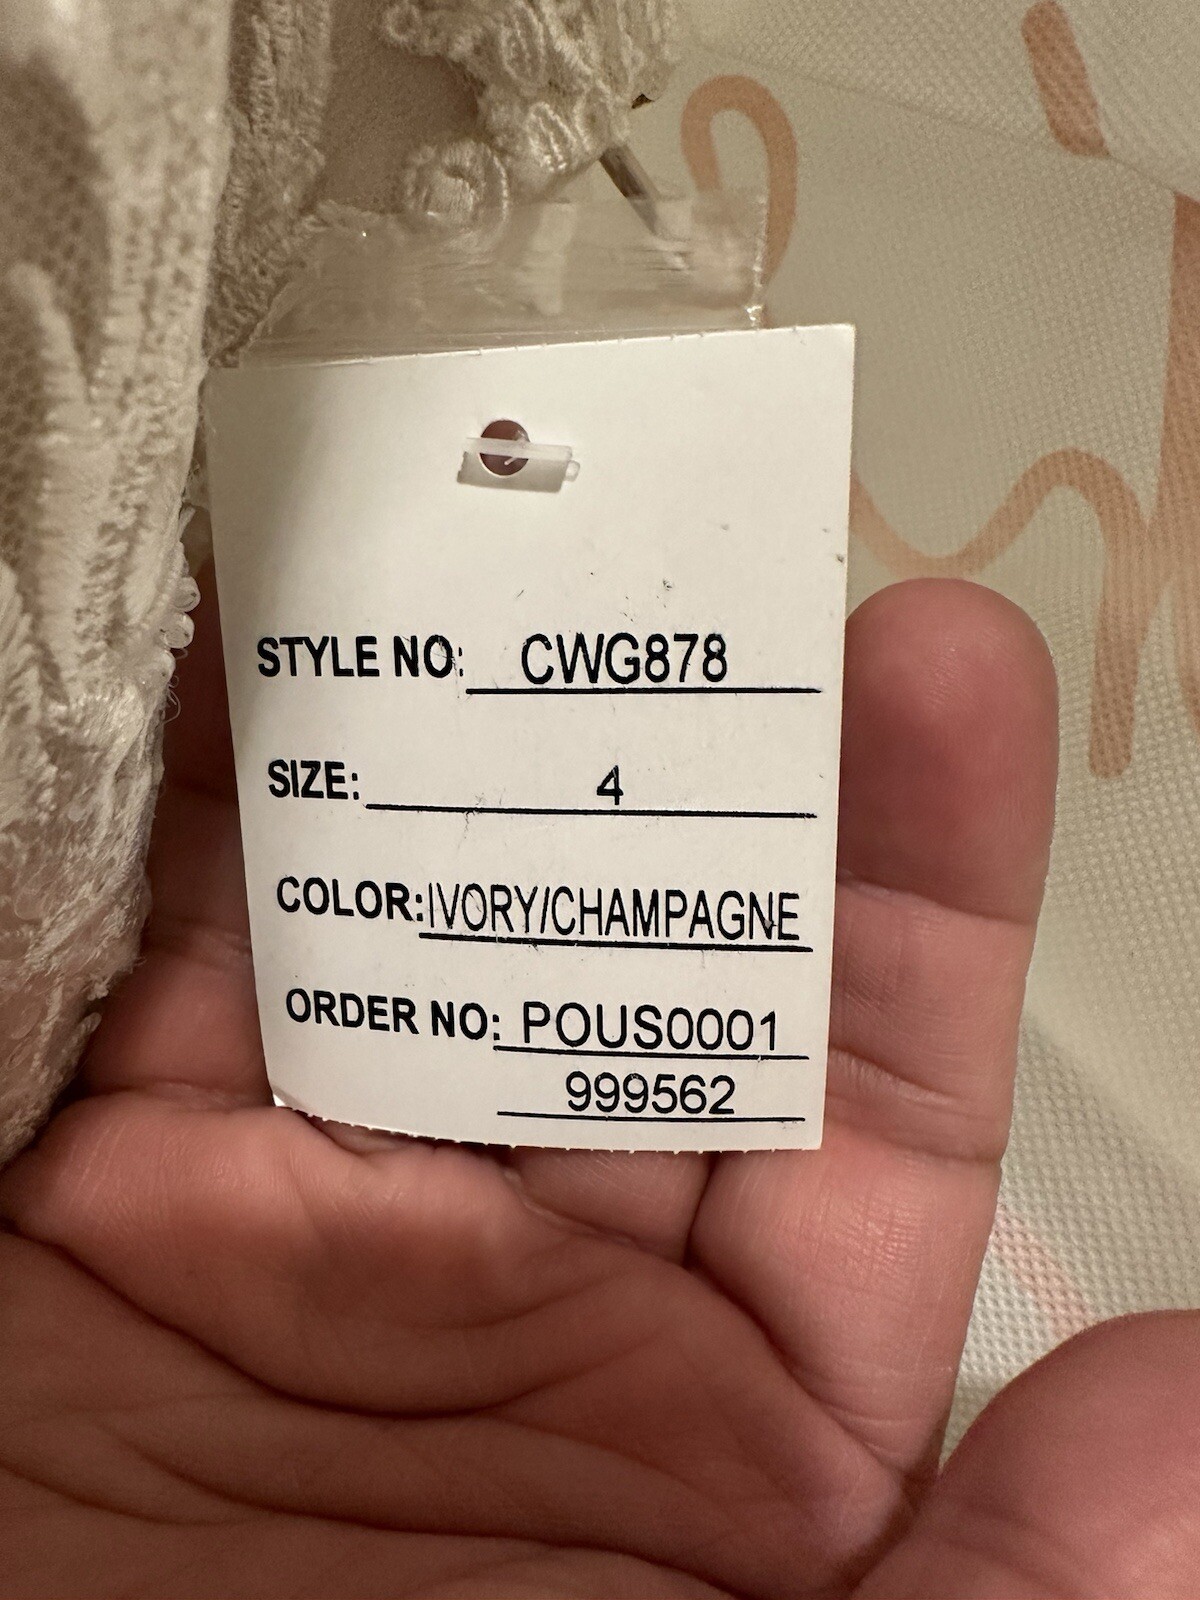 STYLE NO: CWG878
SIZE: 4
COLOR: IVORY/CHAMPAGNE
ORDER NO: POUS0001
999562